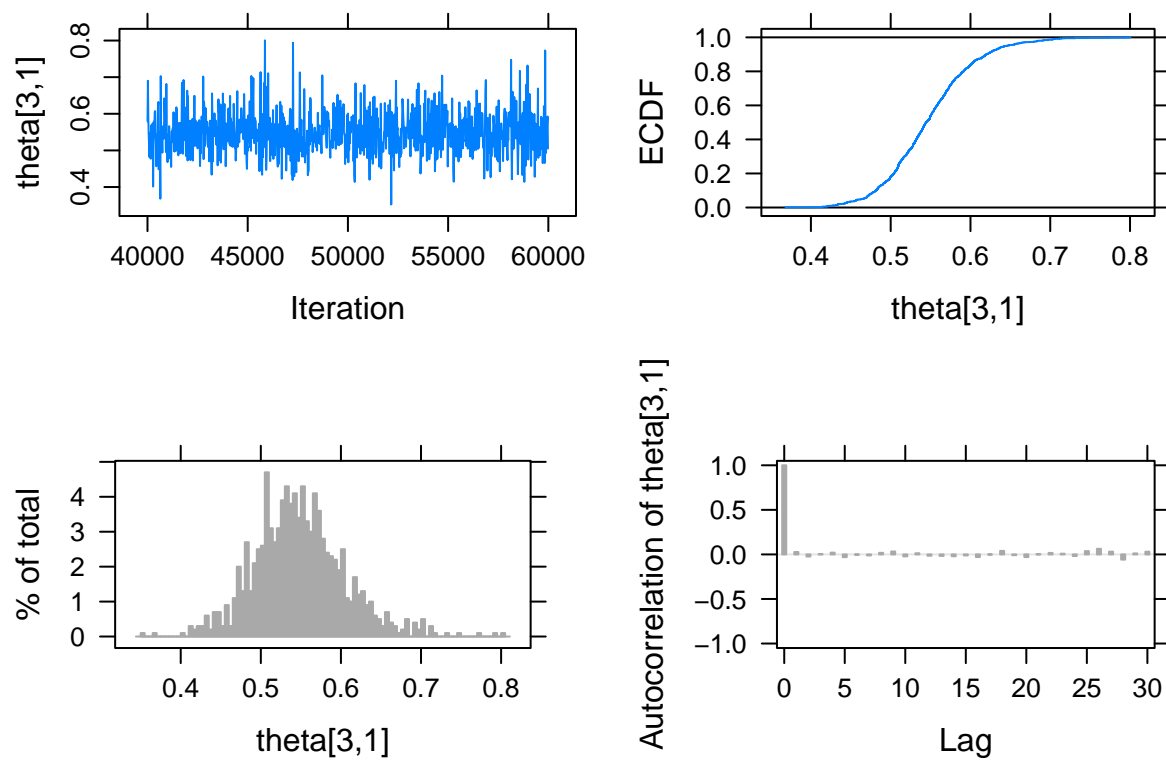 theta[3,1]
0.8
0.6
0.4
40000 45000 50000 55000 60000
Iteration
ECDF
1.0
0.8
0.6
0.4
0.2
0.0
0.4 0.5 0.6 0.7 0.8
theta[3,1]
% of total
4
3
2
1
0
0.4 0.5 0.6 0.7 0.8
theta[3,1]
Autocorrelation of theta[3,1]
1.0
0.5
0.0
−0.5
−1.0
0 5 10 15 20 25 30
Lag